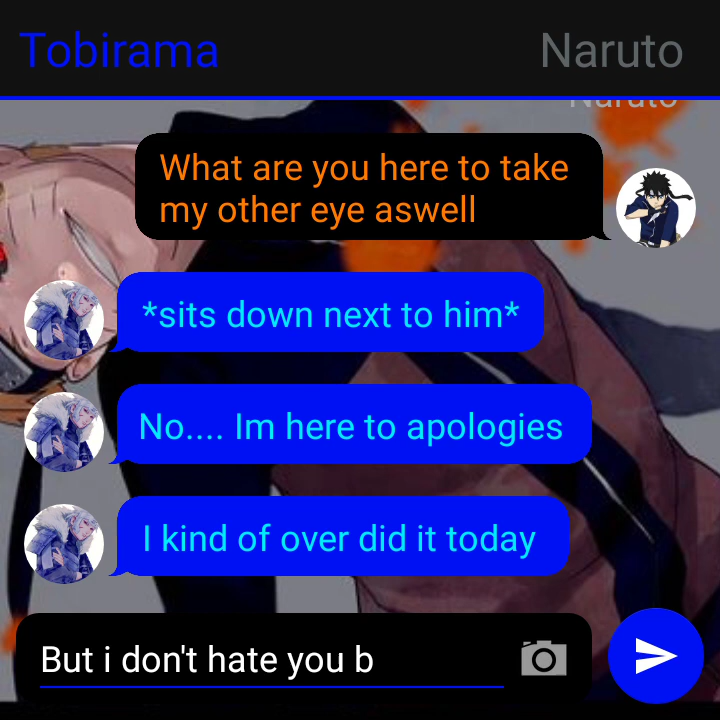 Tobirama
Naruto
Naruto
What are you here to take
my other eye aswell
*sits down next to him*
No.... Im here to apologies
I kind of over did it today
But i don't hate you b